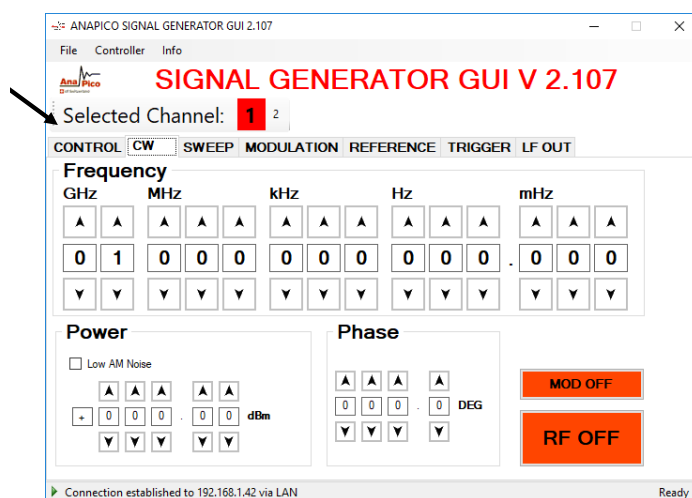 ANAPICO SIGNAL GENERATOR GUI 2.107
File Controller Info
AnaPico
SIGNAL GENERATOR GUI V 2.107
Selected Channel: 1 2
CONTROL CW SWEEP MODULATION REFERENCE TRIGGER LF OUT
Frequency
GHz MHz kHz Hz mHz
0 1 0 0 0 0 0 0 0 0 0 . 0 0 0
Power
Low AM Noise
+ 0 0 0 . 0 0 dBm
Phase
0 0 0 . 0 DEG
MOD OFF
RF OFF
Connection established to 192.168.1.42 via LAN Ready